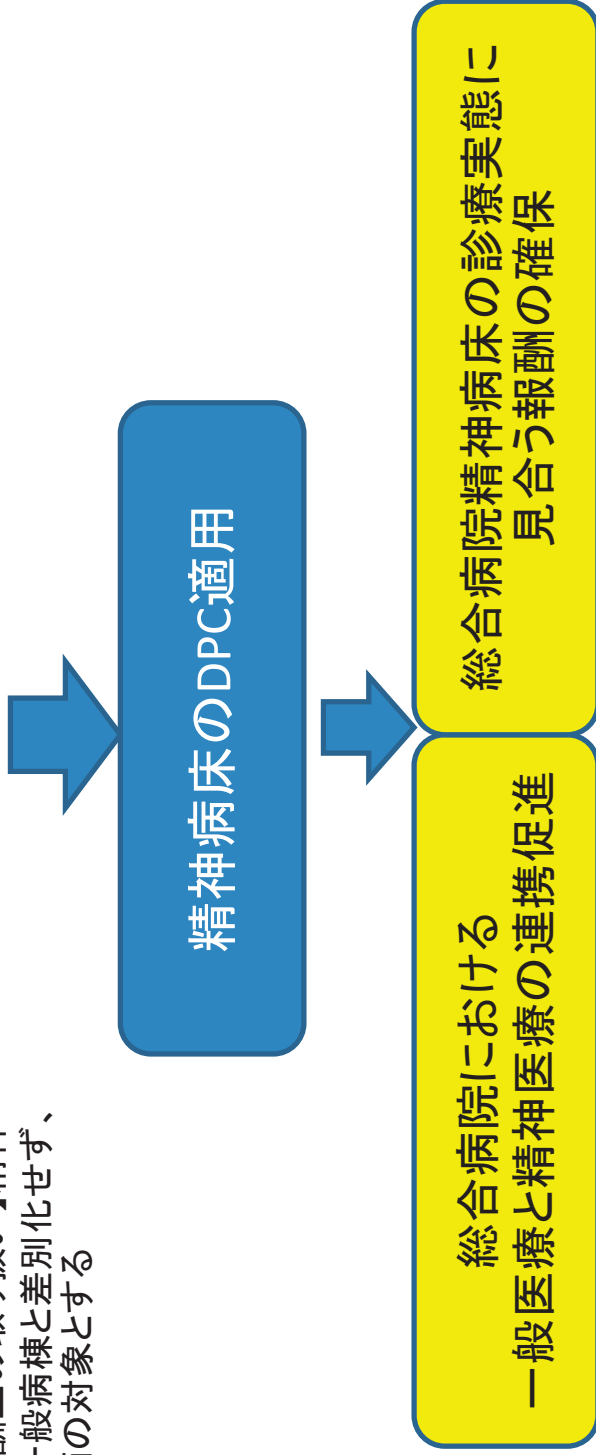 般病棟と差別化せず、
の対象とする
精神病床のDPC適用
総合病院における
一般医療と精神医療の連携促進
総合病院精神病床の診療実態に
見合う報酬の確保